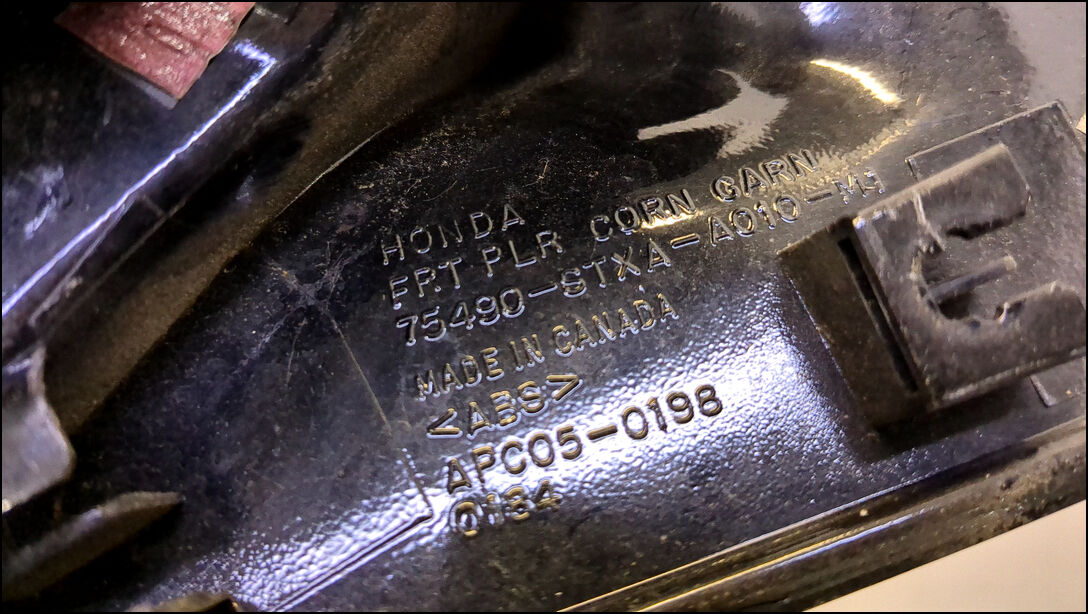 HONDA
FRT PLR CORN GARN
75490-STXA-A010-M1
MADE IN CANADA
<ABS>
APC05-0198
0184